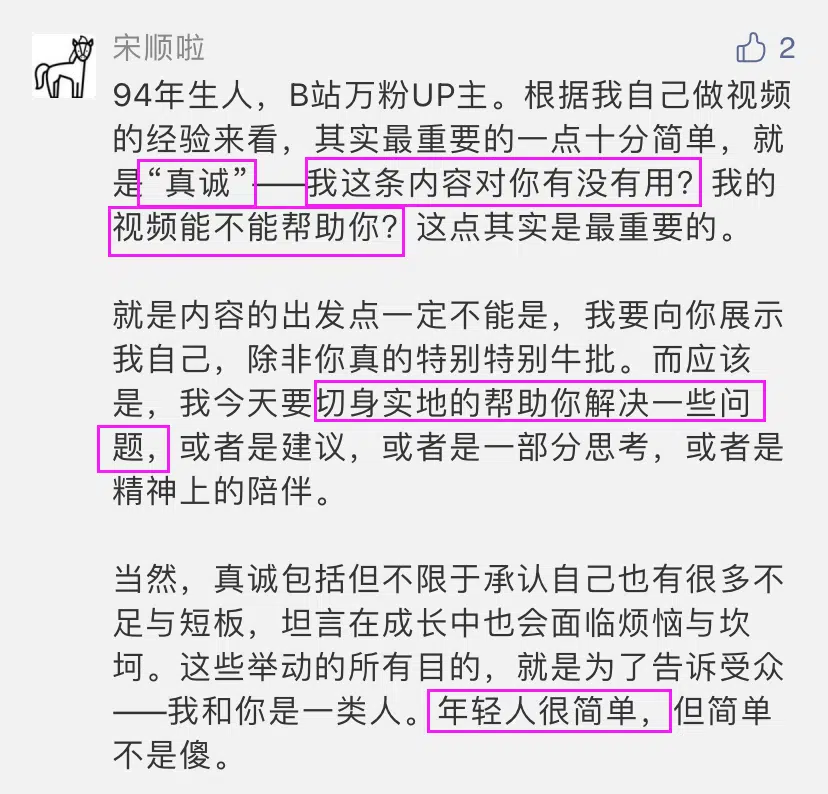 宋顺啦
2
94年生人，B站万粉UP主。根据我自己做视频
的经验来看，其实最重要的一点十分简单，就
是“真诚”——我这条内容对你有没有用？我的
视频能不能帮助你？这点其实是最重要的。
就是内容的出发点一定不能是，我要向你展示
我自己，除非你真的特别特别牛批。而应该
是，我今天要切身实地的帮助你解决一些问
题，或者是建议，或者是一部分思考，或者是
精神上的陪伴。
当然，真诚包括但不限于承认自己也有很多不
足与短板，坦言在成长中也会面临烦恼与坎
坷。这些举动的所有目的，就是为了告诉受众
——我和你是一类人。年轻人很简单，但简单
不是傻。